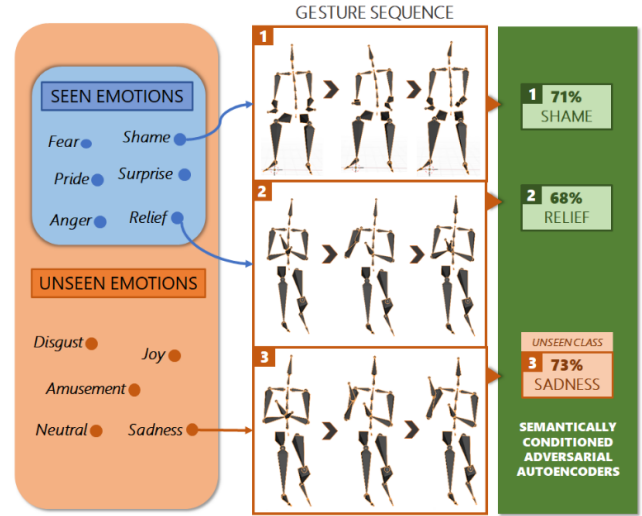 GESTURE SEQUENCE
SEEN EMOTIONS
Fear
Shame
Pride
Surprise
Anger
Relief
UNSEEN EMOTIONS
Disgust
Joy
Amusement
Neutral
Sadness
1
2
3
1 71%
SHAME
2 68%
RELIEF
UNSEEN CLASS
3 73%
SADNESS
SEMANTICALLY
CONDITIONED
ADVERSARIAL
AUTOENCODERS